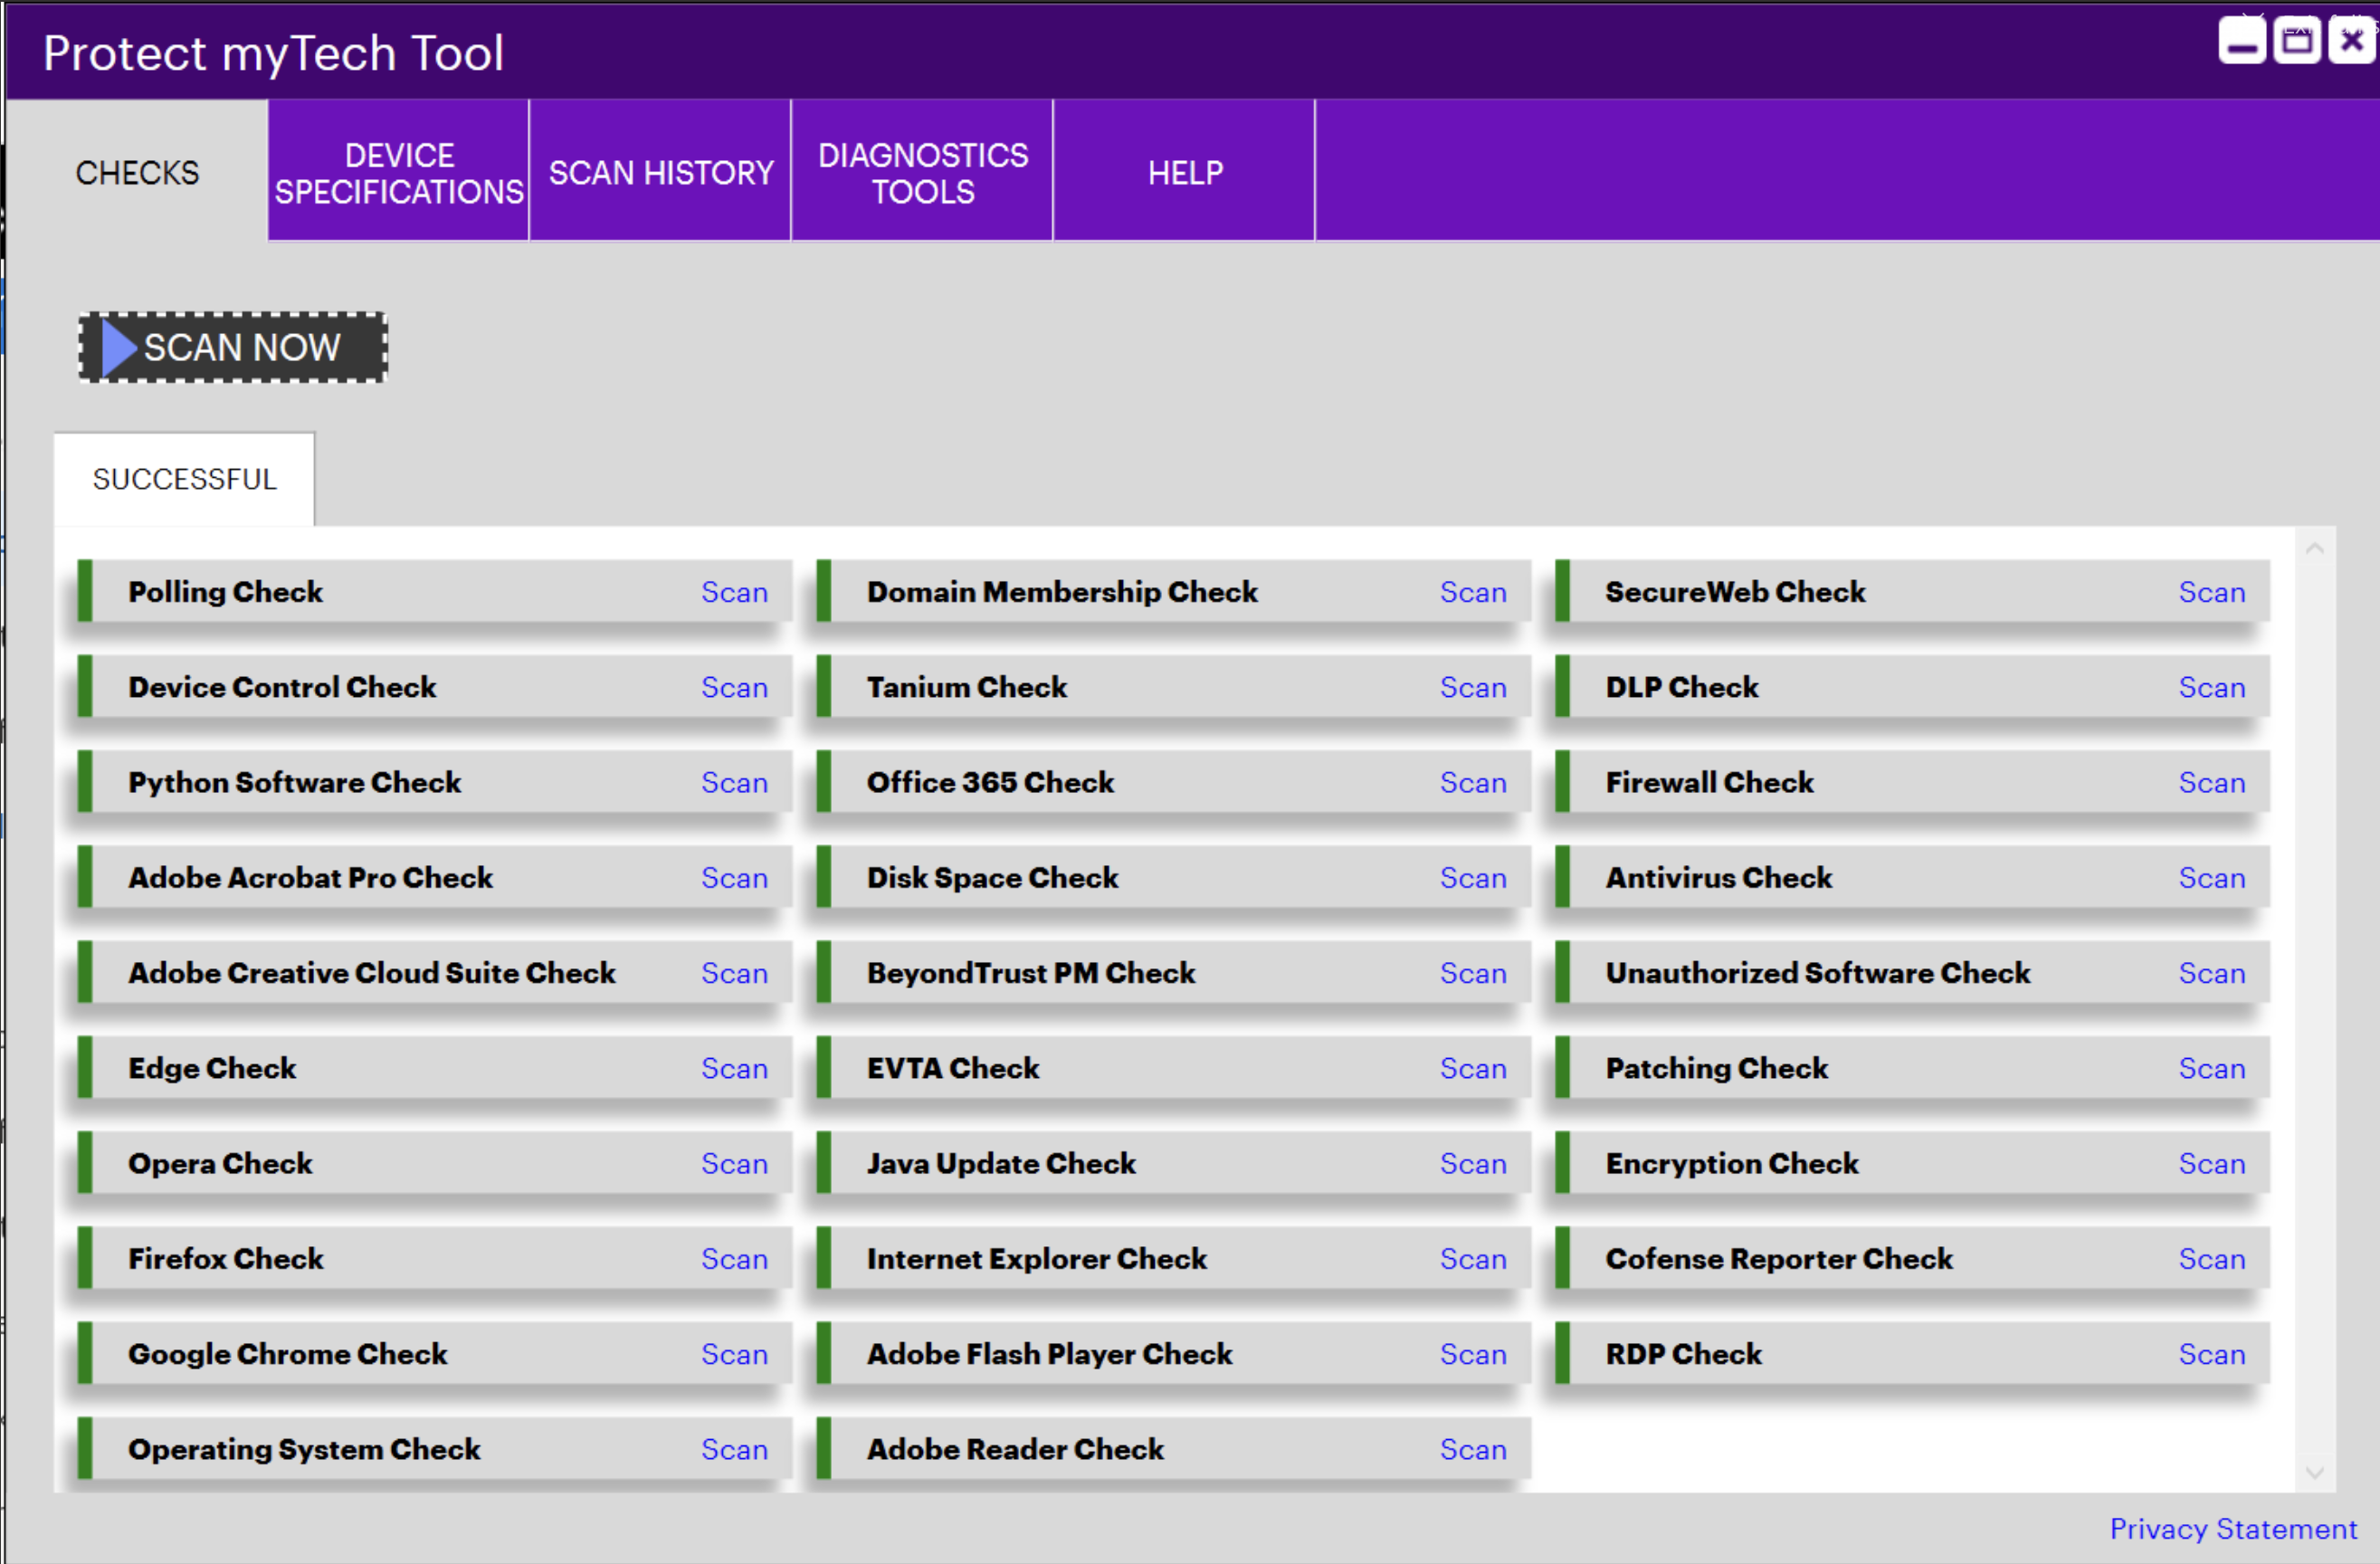 Protect myTech Tool
CHECKS
DEVICE
SPECIFICATIONS
SCAN HISTORY
DIAGNOSTICS
TOOLS
HELP
SCAN NOW
SUCCESSFUL
Polling Check Scan Domain Membership Check Scan SecureWeb Check Scan
Device Control Check Scan Tanium Check Scan DLP Check Scan
Python Software Check Scan Office 365 Check Scan Firewall Check Scan
Adobe Acrobat Pro Check Scan Disk Space Check Scan Antivirus Check Scan
Adobe Creative Cloud Suite Check Scan BeyondTrust PM Check Scan Unauthorized Software Check Scan
Edge Check Scan EVTA Check Scan Patching Check Scan
Opera Check Scan Java Update Check Scan Encryption Check Scan
Firefox Check Scan Internet Explorer Check Scan Cofense Reporter Check Scan
Google Chrome Check Scan Adobe Flash Player Check Scan RDP Check Scan
Operating System Check Scan Adobe Reader Check Scan
Privacy Statement